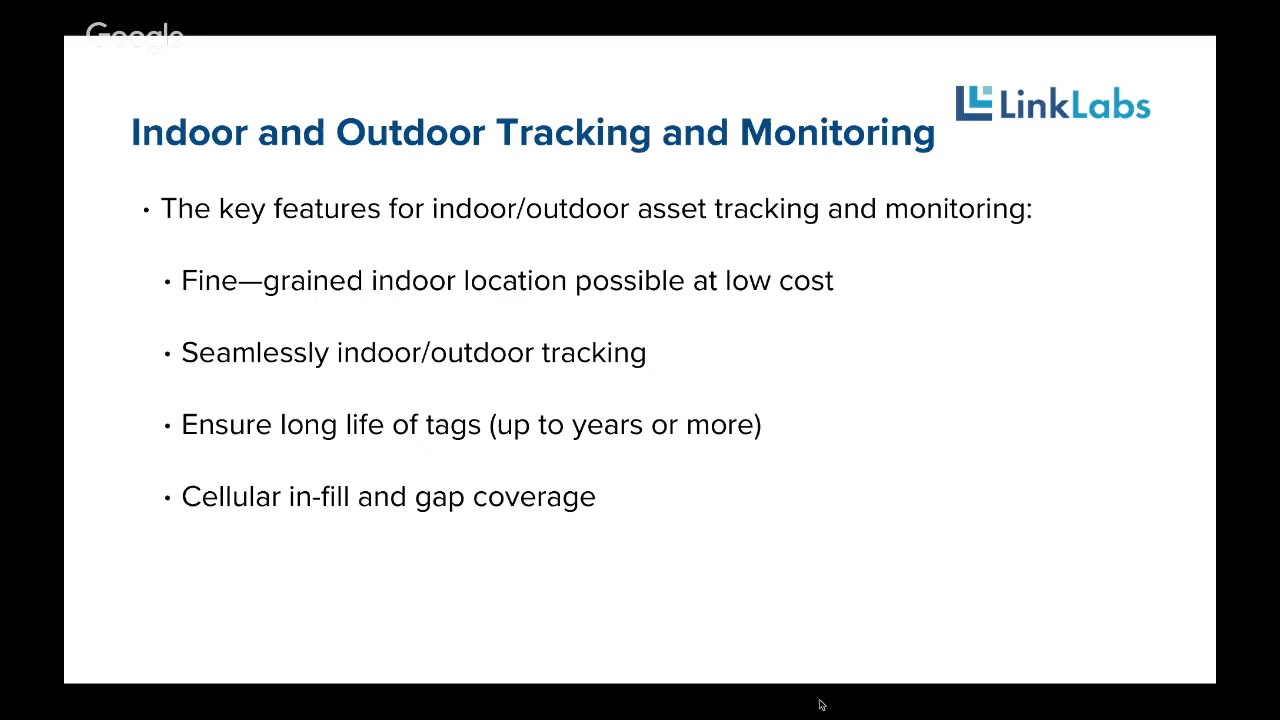 Google
LinkLabs
Indoor and Outdoor Tracking and Monitoring
• The key features for indoor/outdoor asset tracking and monitoring:
• Fine—grained indoor location possible at low cost
• Seamlessly indoor/outdoor tracking
• Ensure long life of tags (up to years or more)
• Cellular in-fill and gap coverage